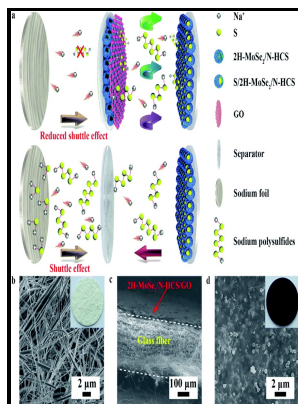 a
Na⁺
S
2H-MoSe₂/N-HCS
S/2H-MoSe₂/N-HCS
GO
Reduced shuttle effect
Separator
Sodium foil
Sodium polysulfides
Shuttle effect
b
2 µm
c
2H-MoSe₂/N-HCS/GO
Glass fiber
100 µm
d
2 µm